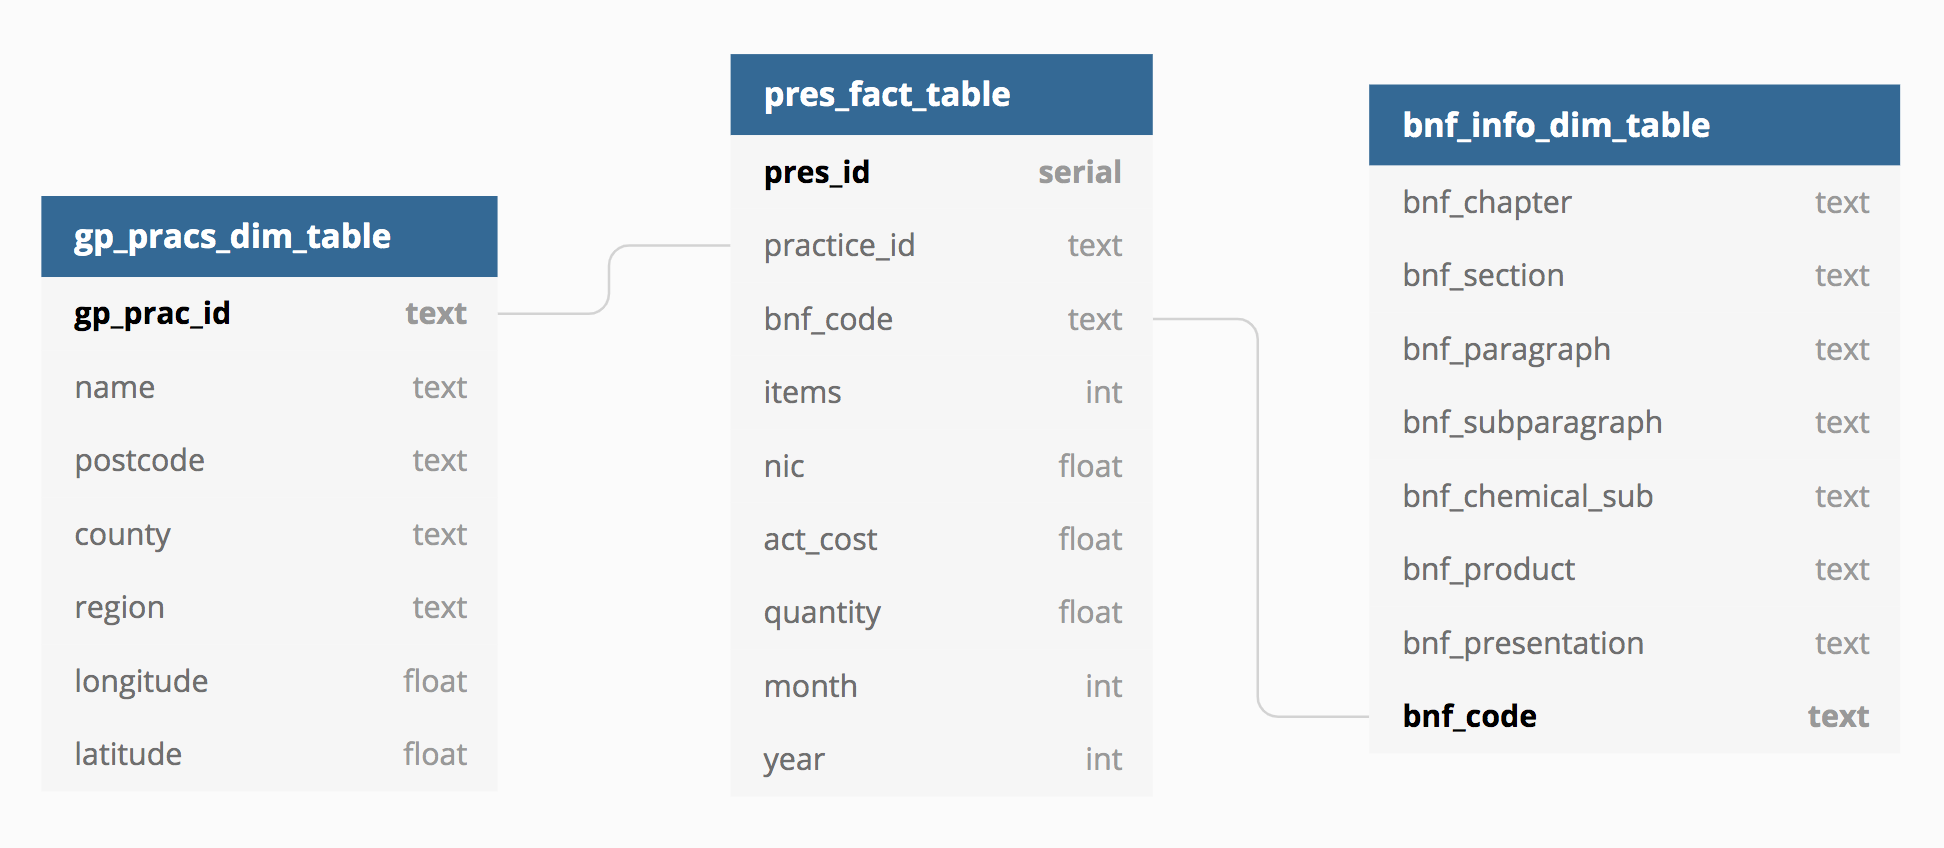 gp_pracs_dim_table
gp_prac_id text
name text
postcode text
county text
region text
longitude float
latitude float
pres_fact_table
pres_id serial
practice_id text
bnf_code text
items int
nic float
act_cost float
quantity float
month int
year int
bnf_info_dim_table
bnf_chapter text
bnf_section text
bnf_paragraph text
bnf_subparagraph text
bnf_chemical_sub text
bnf_product text
bnf_presentation text
bnf_code text